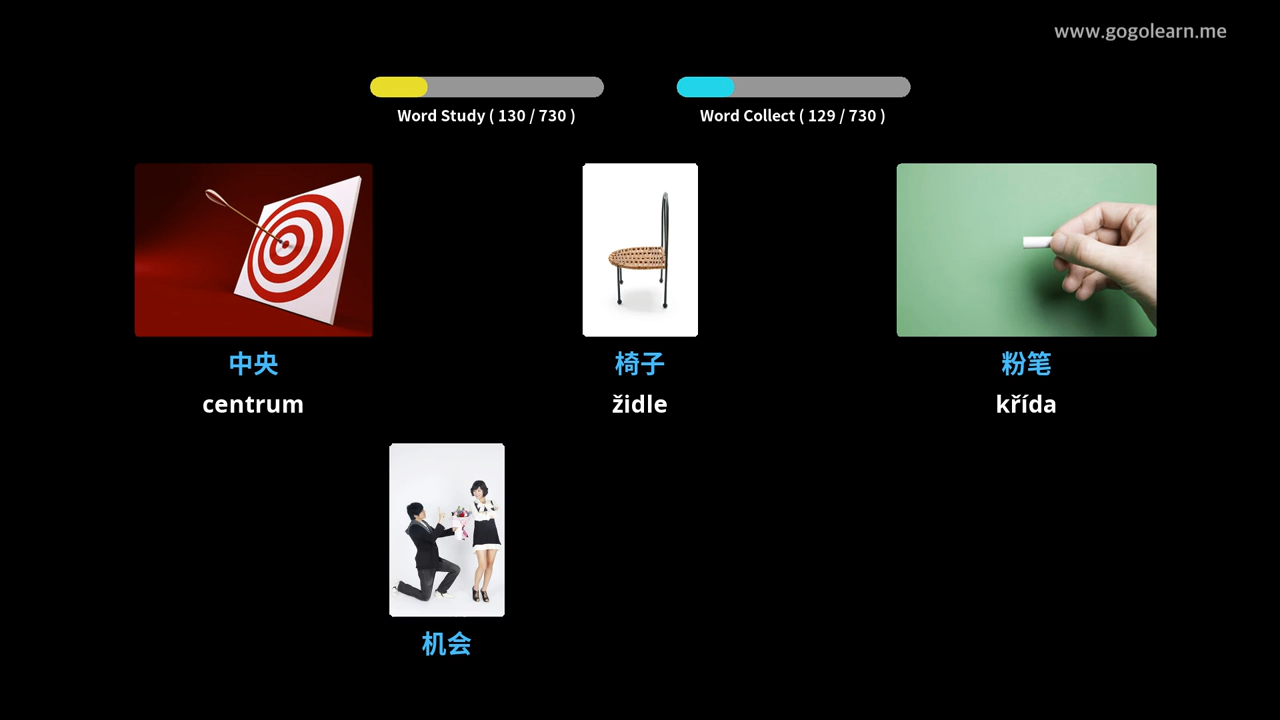 www.gogolearn.me
Word Study ( 130 / 730 )
Word Collect ( 129 / 730 )
中央
椅子
粉笔
centrum
židle
křída
机会